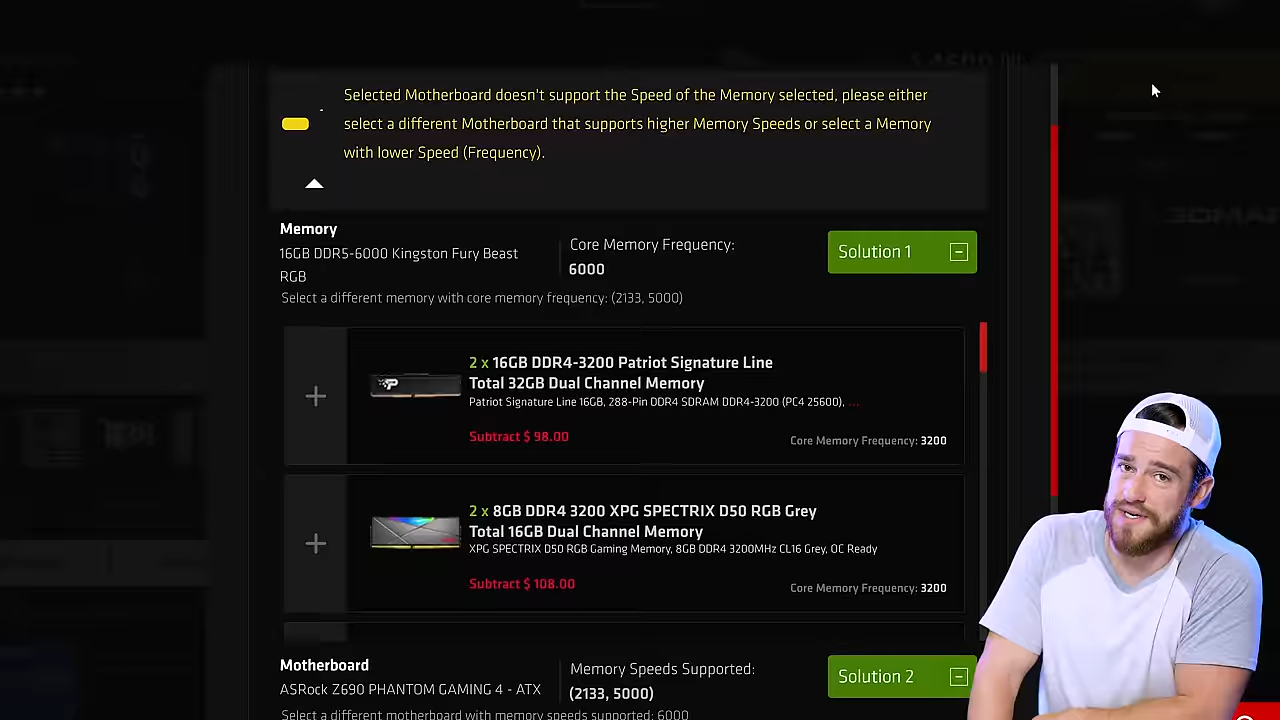 Selected Motherboard doesn't support the Speed of the Memory selected, please either
select a different Motherboard that supports higher Memory Speeds or select a Memory
with lower Speed (Frequency).
Memory
16GB DDR5-6000 Kingston Fury Beast
RGB
Core Memory Frequency:
6000
Solution 1
Select a different memory with core memory frequency: (2133, 5000)
2 x 16GB DDR4-3200 Patriot Signature Line
Total 32GB Dual Channel Memory
Patriot Signature Line 16GB, 288-Pin DDR4 SDRAM DDR4-3200 (PC4 25600), ...
Subtract $ 98.00
Core Memory Frequency: 3200
2 x 8GB DDR4 3200 XPG SPECTRIX D50 RGB Grey
Total 16GB Dual Channel Memory
XPG SPECTRIX D50 RGB Gaming Memory, 8GB DDR4 3200MHz CL16 Grey, OC Ready
Subtract $ 108.00
Core Memory Frequency: 3200
Motherboard
ASRock Z690 PHANTOM GAMING 4 - ATX
Memory Speeds Supported:
(2133, 5000)
Solution 2
Select a different motherboard with memory speeds supported: 6000